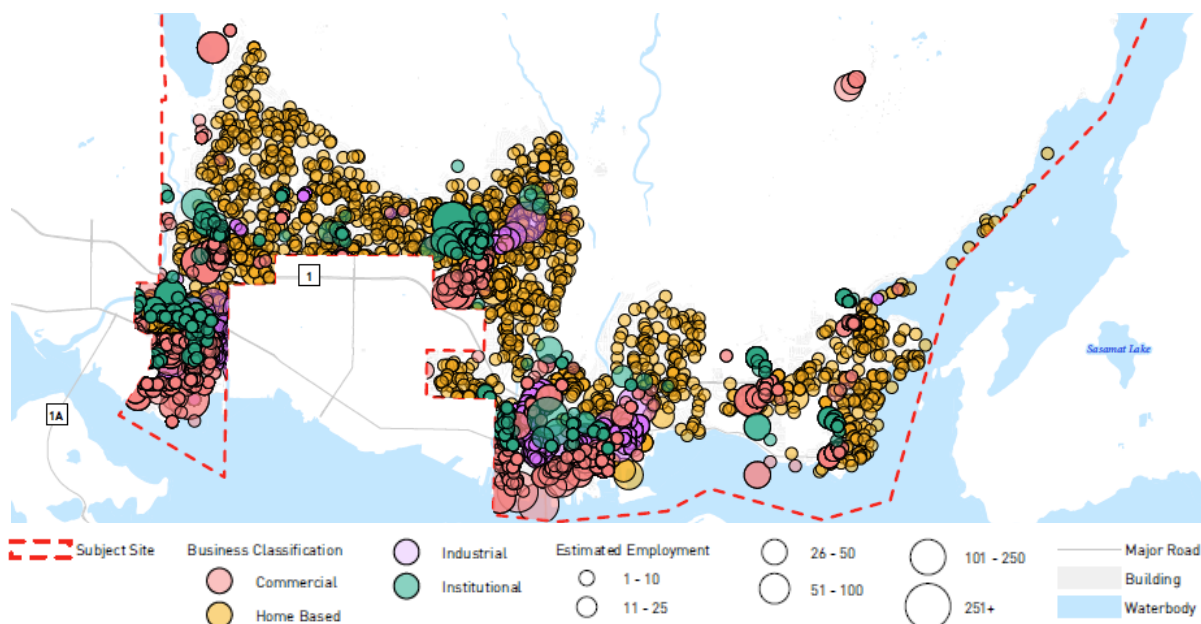 1
Sasamat Lake
1A
Subject Site
Business Classification
Commercial
Home Based
Industrial
Institutional
Estimated Employment
1 - 10
11 - 25
26 - 50
51 - 100
101 - 250
251+
Major Road
Building
Waterbody